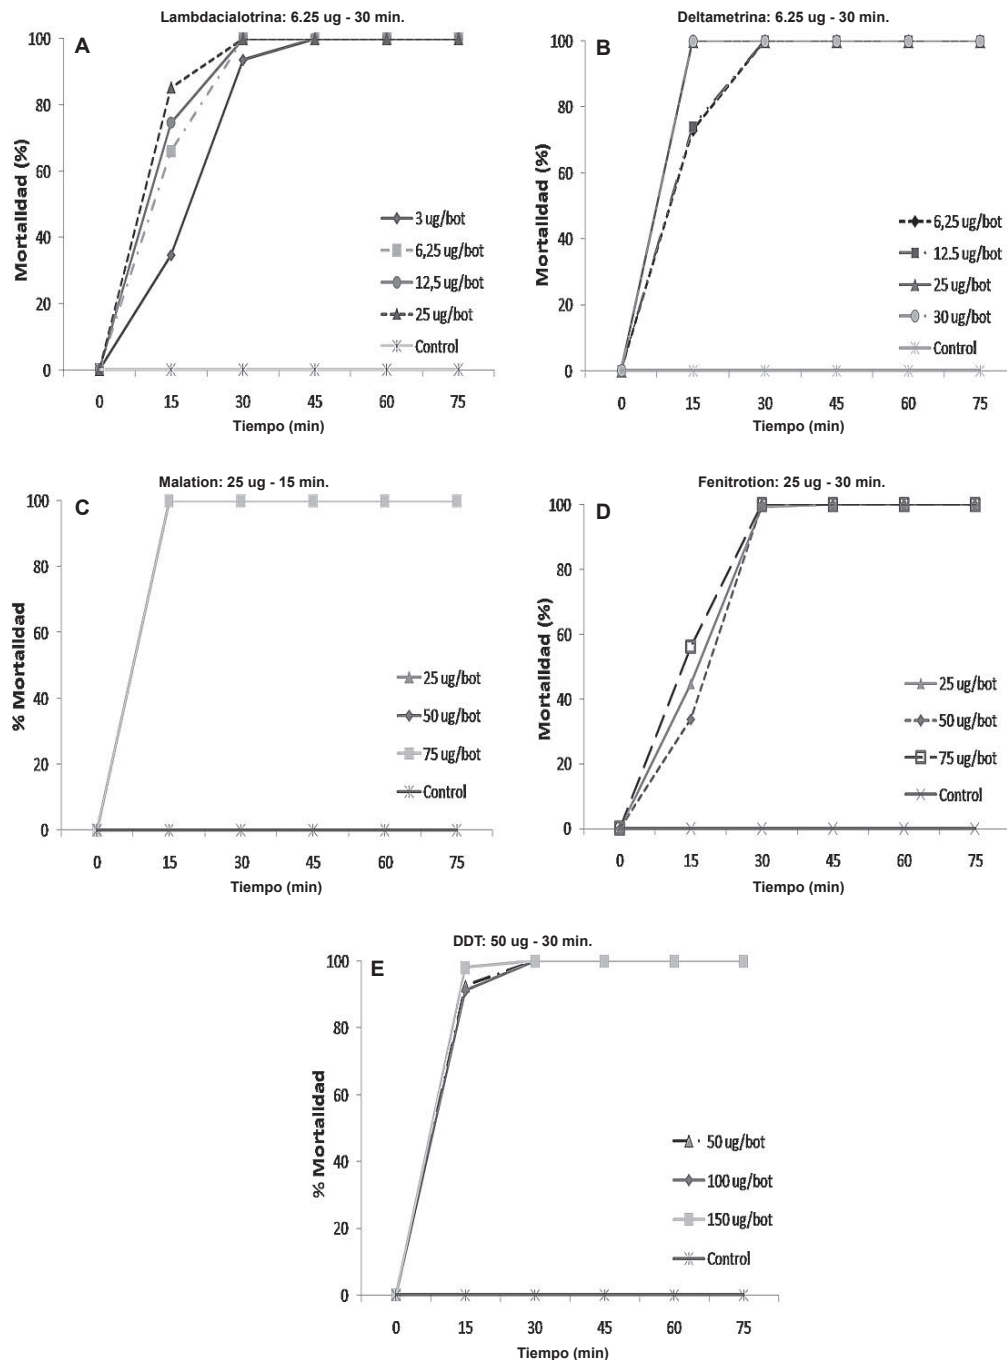 Lambdacialotrina: 6.25 ug - 30 min.
A
Mortalidad (%)
100
80
60
40
20
0
3 ug/bot
6,25 ug/bot
12,5 ug/bot
25 ug/bot
Control
0 15 30 45 60 75
Tiempo (min)
Deltametrina: 6.25 ug - 30 min.
B
Mortalidad (%)
100
80
60
40
20
0
6,25 ug/bot
12.5 ug/bot
25 ug/bot
30 ug/bot
Control
0 15 30 45 60 75
Tiempo (min)
Malation: 25 ug - 15 min.
C
% Mortalidad
100
80
60
40
20
0
25 ug/bot
50 ug/bot
75 ug/bot
Control
0 15 30 45 60 75
Tiempo (min)
Fenitrotion: 25 ug - 30 min.
D
Mortalidad (%)
100
80
60
40
20
0
25 ug/bot
50 ug/bot
75 ug/bot
Control
0 15 30 45 60 75
Tiempo (min)
DDT: 50 ug - 30 min.
E
% Mortalidad
100
80
60
40
20
0
50 ug/bot
100 ug/bot
150 ug/bot
Control
0 15 30 45 60 75
Tiempo (min)